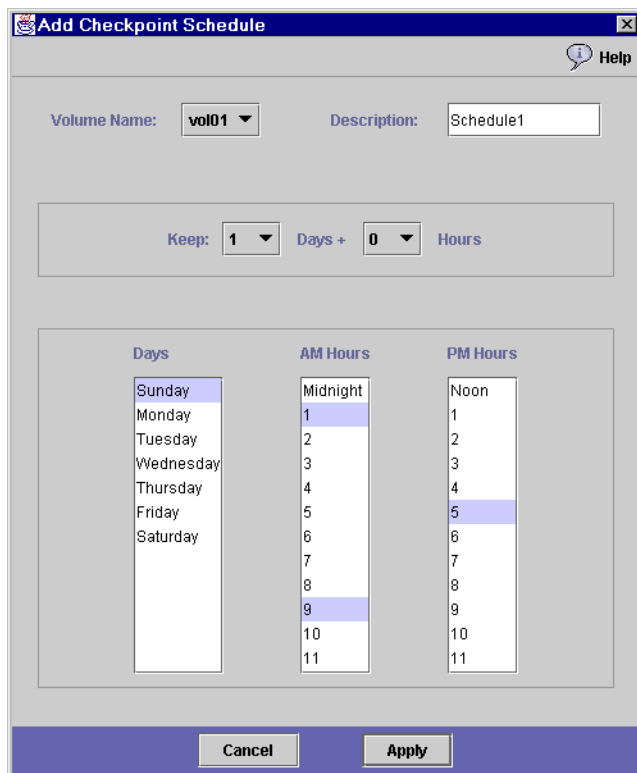 Add Checkpoint Schedule
Help
Volume Name: vol01 Description: Schedule1
Keep: 1 Days + 0 Hours
Days AM Hours PM Hours
Sunday Midnight Noon
Monday 1 1
Tuesday 2 2
Wednesday 3 3
Thursday 4 4
Friday 5 5
Saturday 6 6
7 7
8 8
9 9
10 10
11 11
Cancel Apply